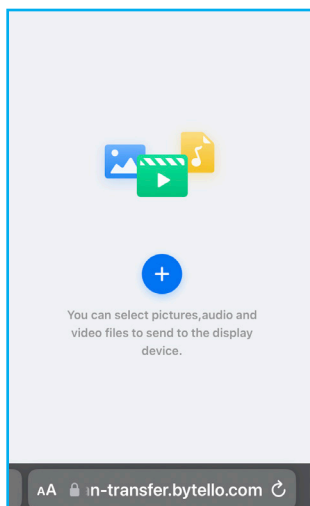 You can select pictures,audio and
video files to send to the display
device.
AA n-transfer.bytello.com